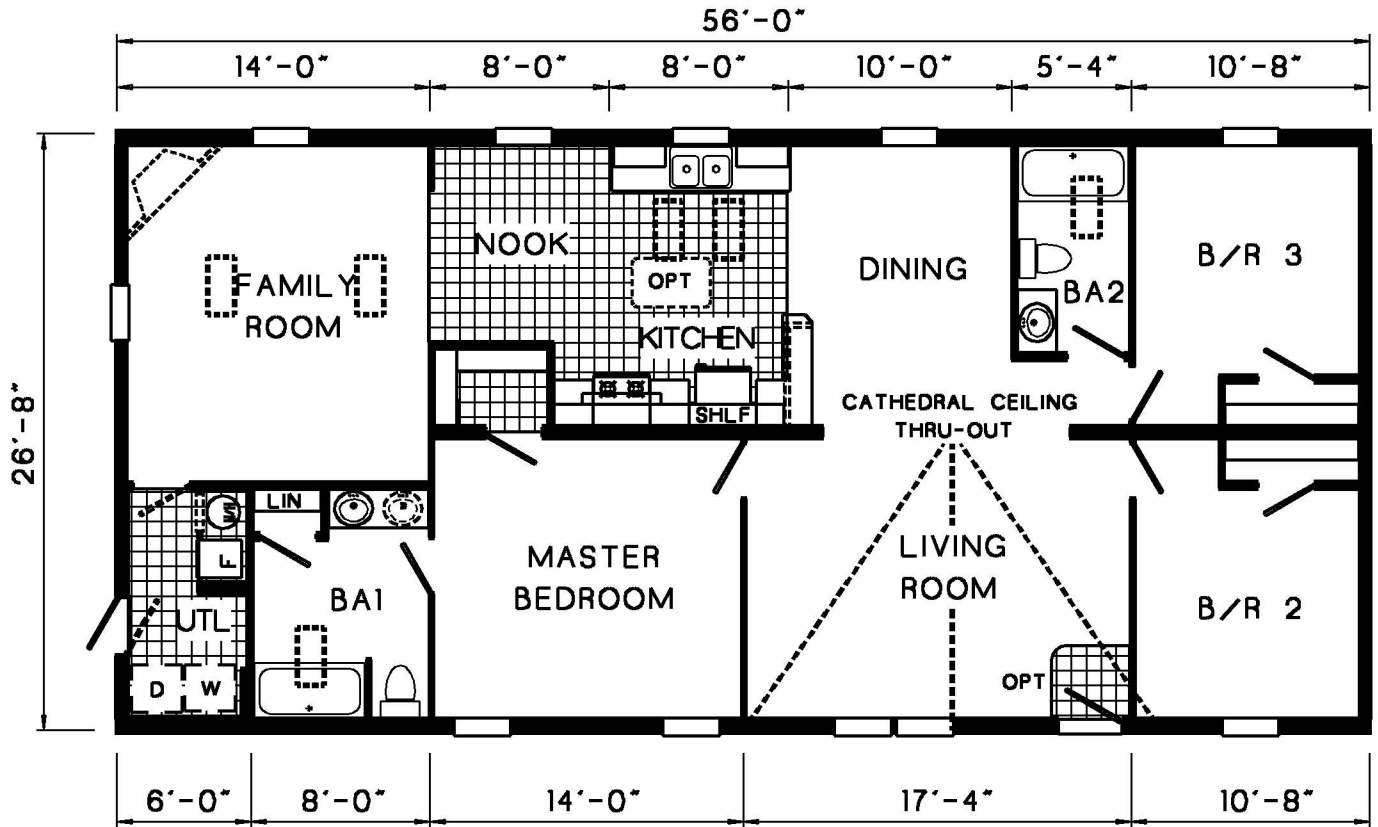 56'-0"
14'-0"
8'-0"
8'-0"
10'-0"
5'-4"
10'-8"
26'-8"
NOOK
FAMILY
ROOM
OPT
KITCHEN
SHLF
DINING
BA2
B/R 3
CATHEDRAL CEILING
THRU-OUT
LIN
WH
F
UTL
D
W
BA1
MASTER
BEDROOM
LIVING
ROOM
OPT
B/R 2
6'-0"
8'-0"
14'-0"
17'-4"
10'-8"